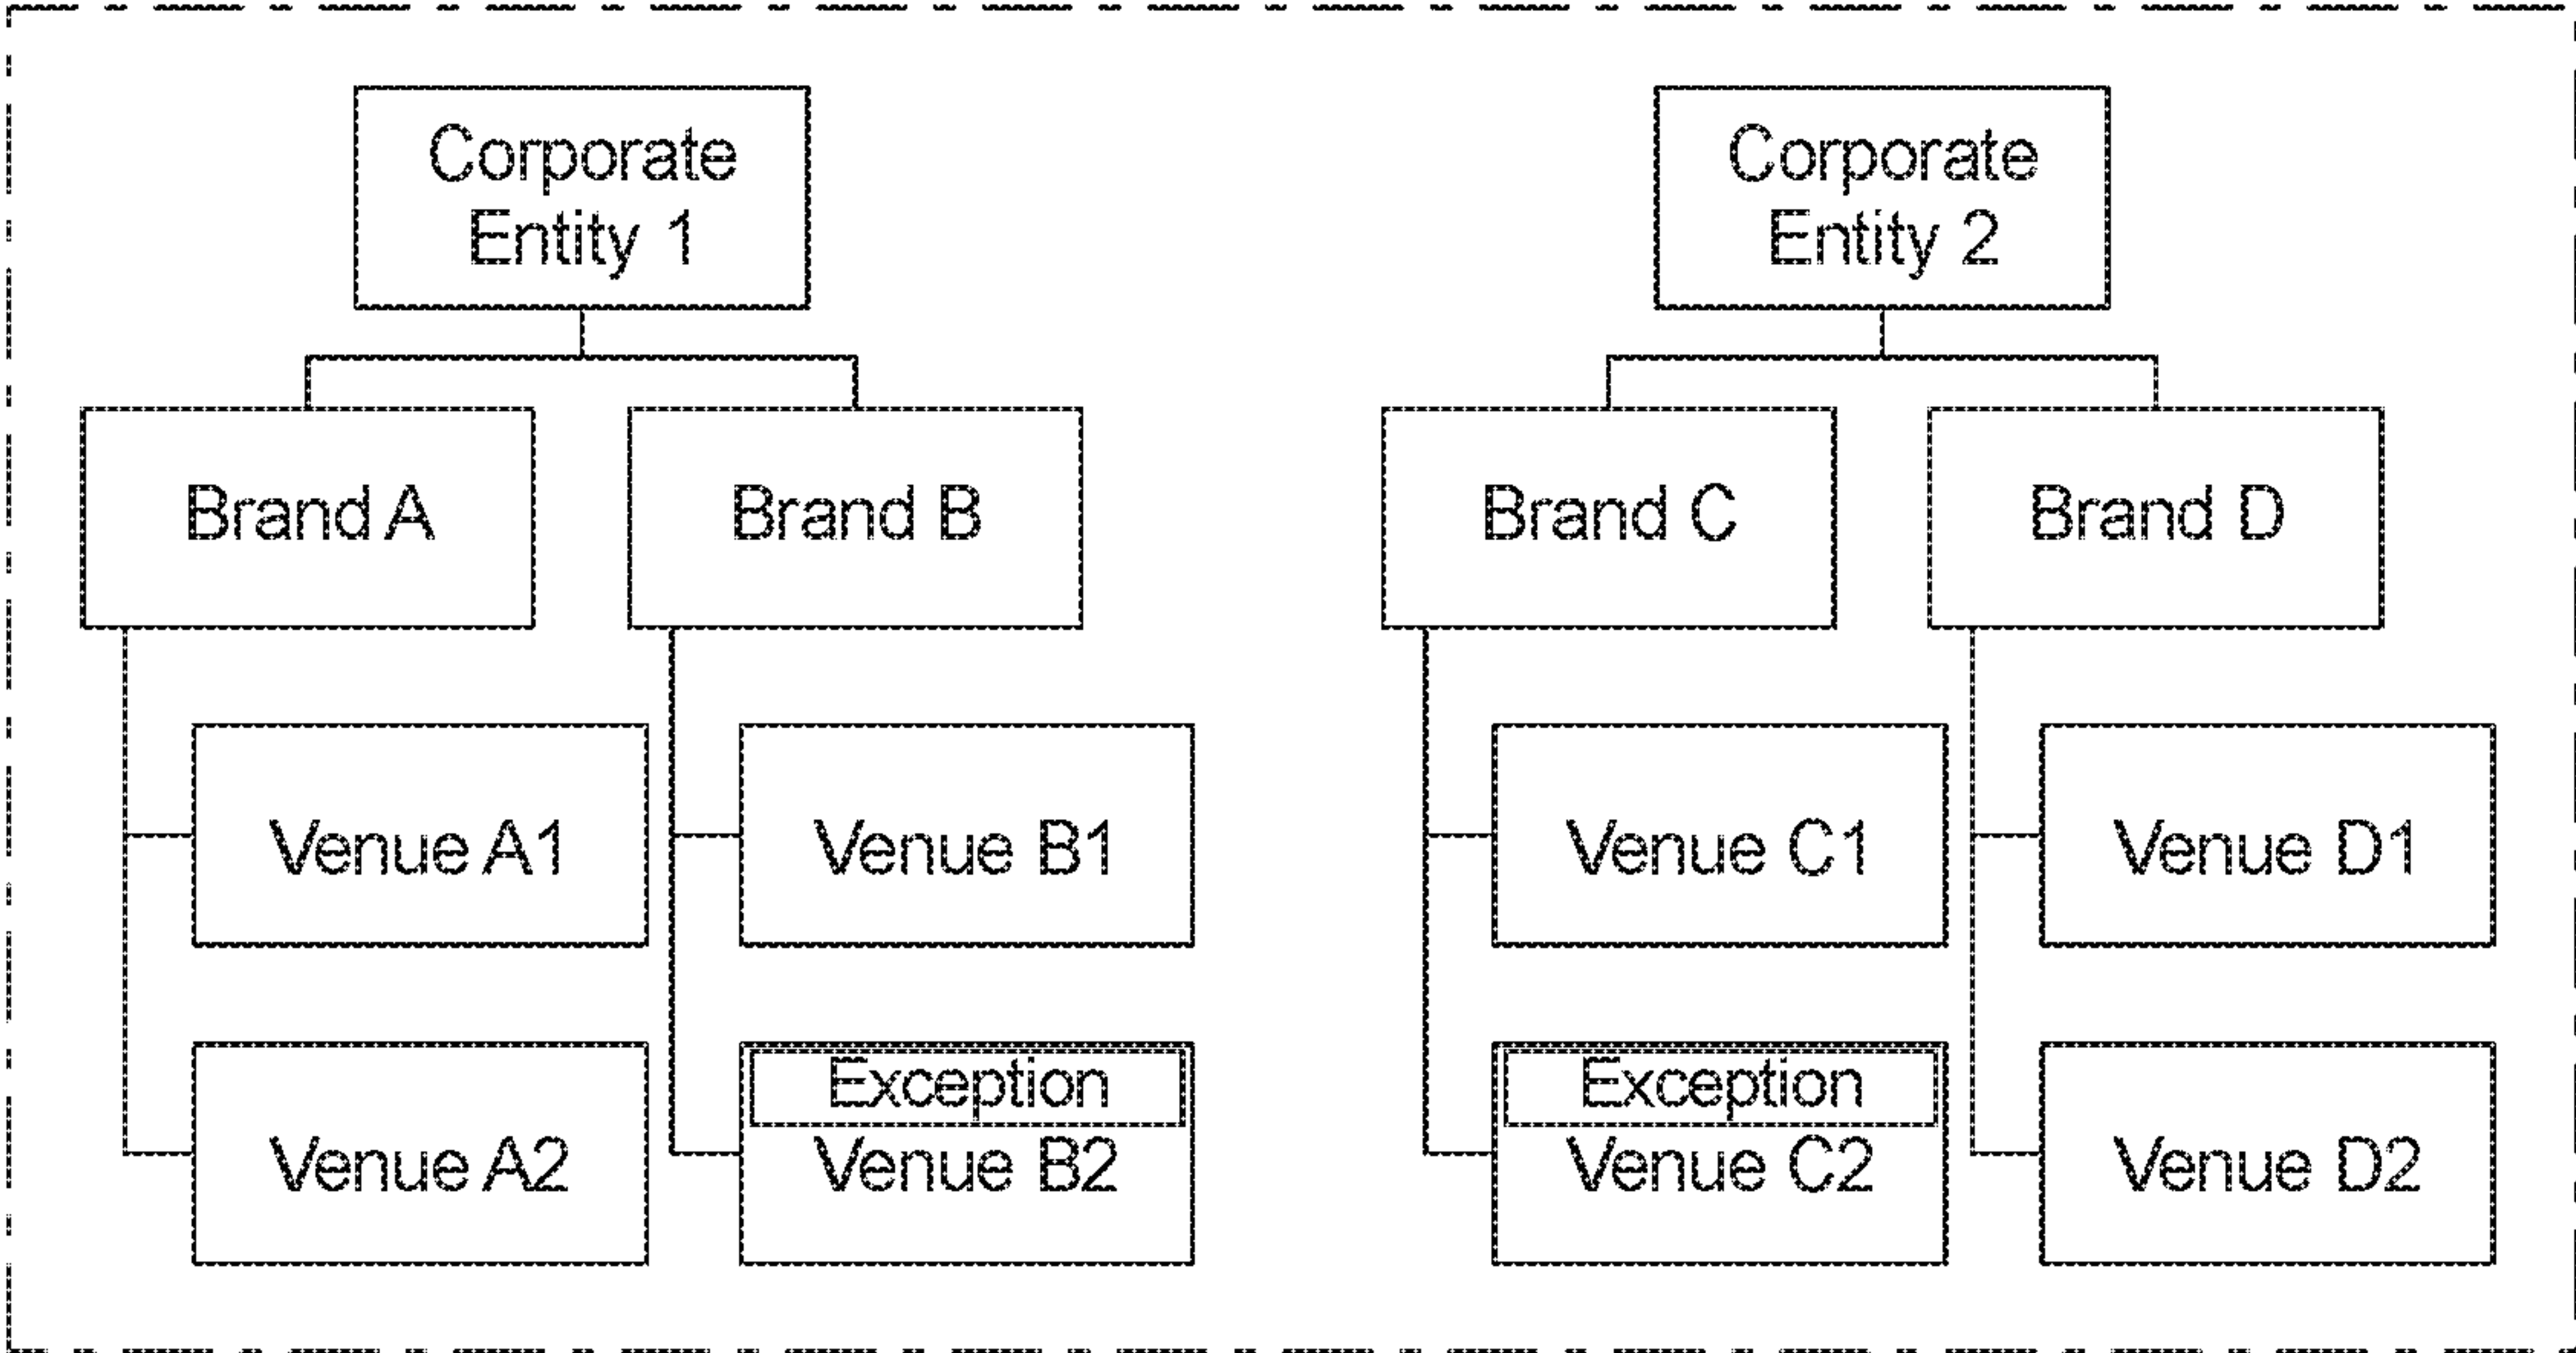 Corporate
Entity 1
Corporate
Entity 2
Brand A
Brand B
Brand C
Brand D
Venue A1
Venue B1
Venue C1
Venue D1
Venue A2
Exception
Venue B2
Exception
Venue C2
Venue D2